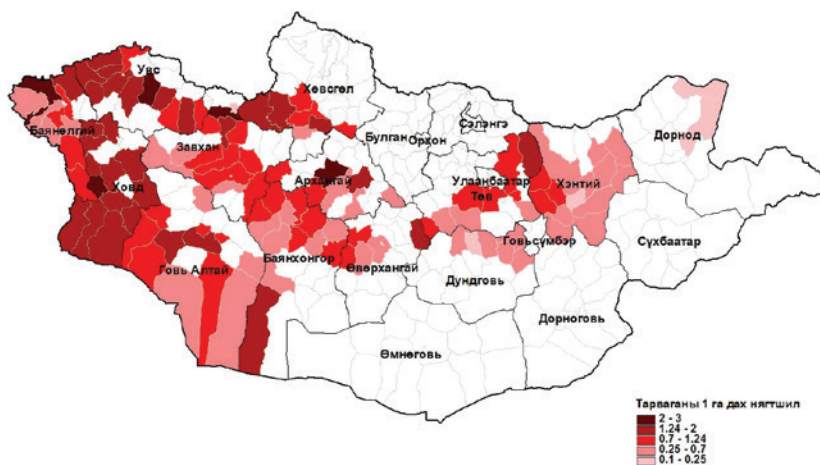 Увс
Хөвсгөл
Баянөлгий
Завхан
Булган
Орхон
Сэлэнгэ
Дорнод
Ховд
Архангай
Улаанбаатар
Төв
Хэнтий
Говь Алтай
Баянхонгор
Өвөрхангай
Говьсүмбэр
Сүхбаатар
Дундговь
Дорноговь
Өмнөговь
Тарваганы 1 га дах нягтшил
2 - 3
1.24 - 2
0.7 - 1.24
0.25 - 0.7
0.1 - 0.25